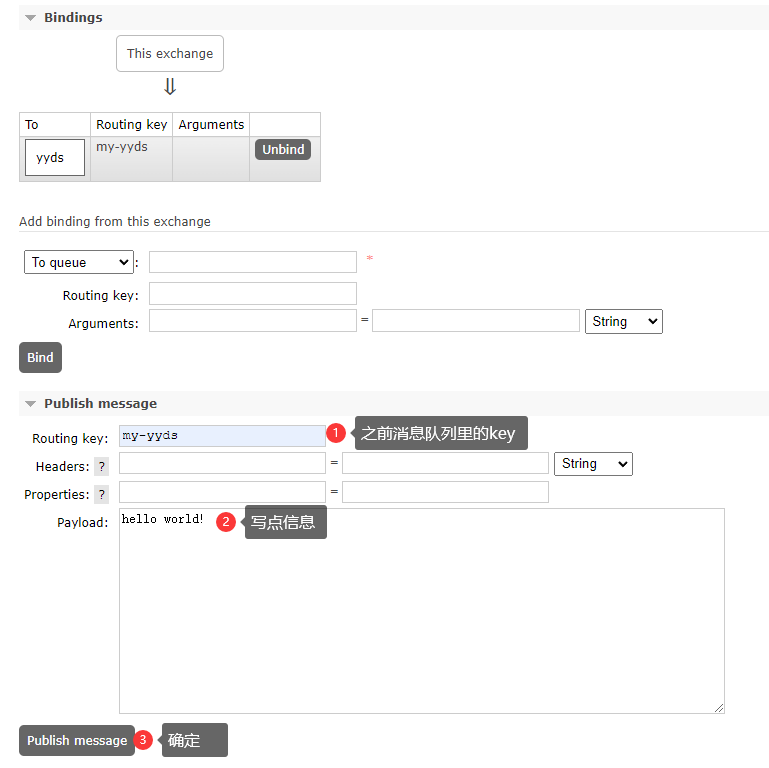 Bindings
This exchange
⇓
To Routing key Arguments
yyds my-yyds Unbind
Add binding from this exchange
To queue : *
Routing key:
Arguments: = String
Bind
Publish message
Routing key: my-yyds 1 之前消息队列里的key
Headers: ? = String
Properties: ? =
Payload: hello world! 2 写点信息
Publish message 3 确定